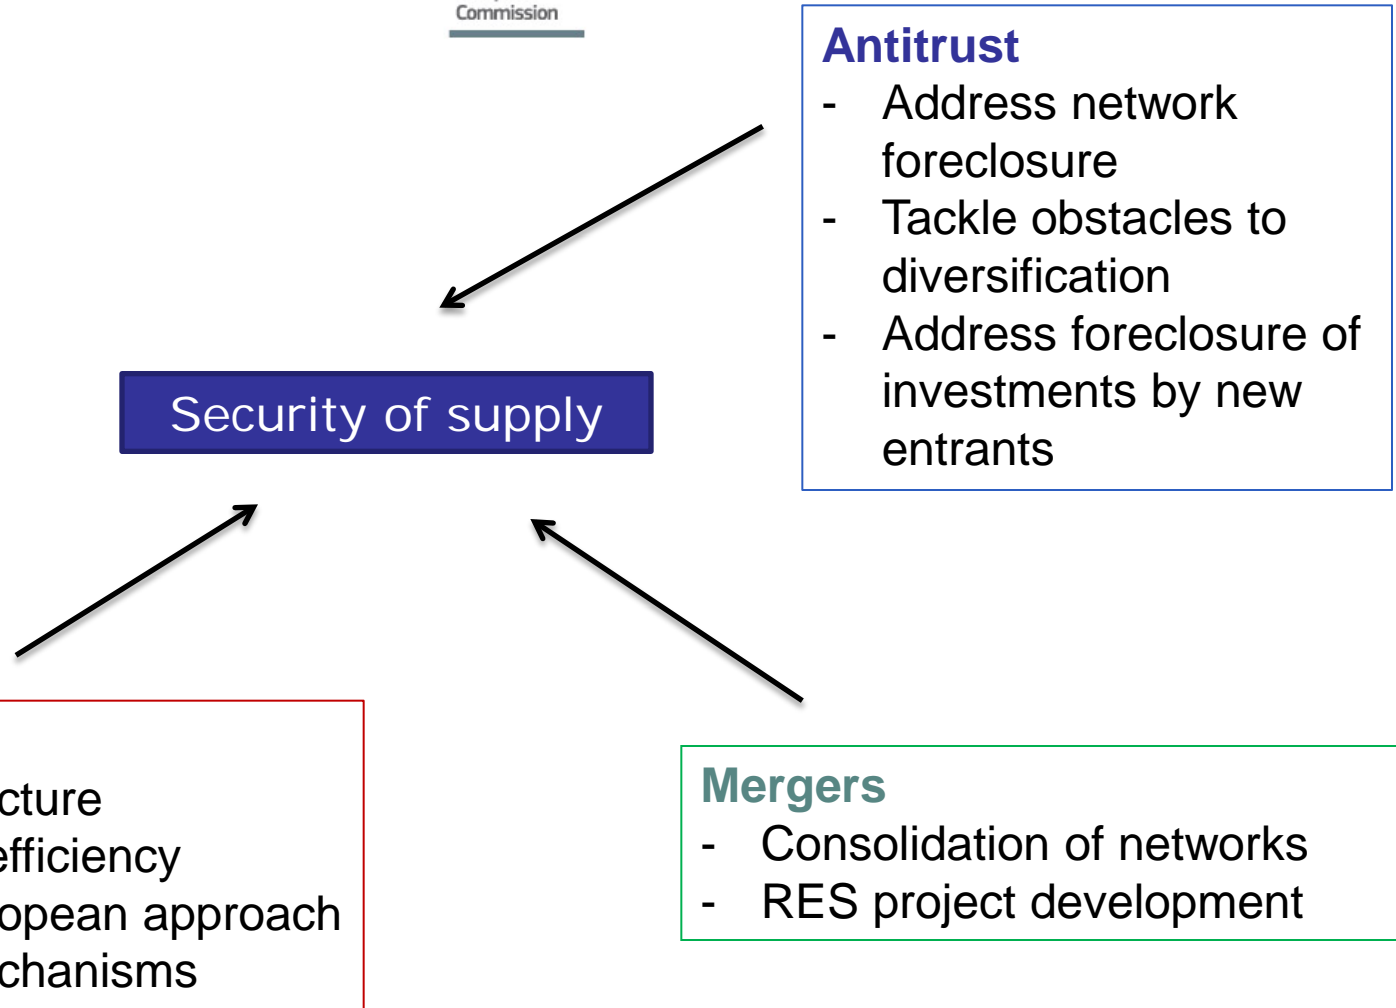 Commission
Antitrust
- Address network
foreclosure
- Tackle obstacles to
diversification
- Address foreclosure of
investments by new
entrants
Security of supply
cture
efficiency
opean approach
chanisms
Mergers
- Consolidation of networks
- RES project development